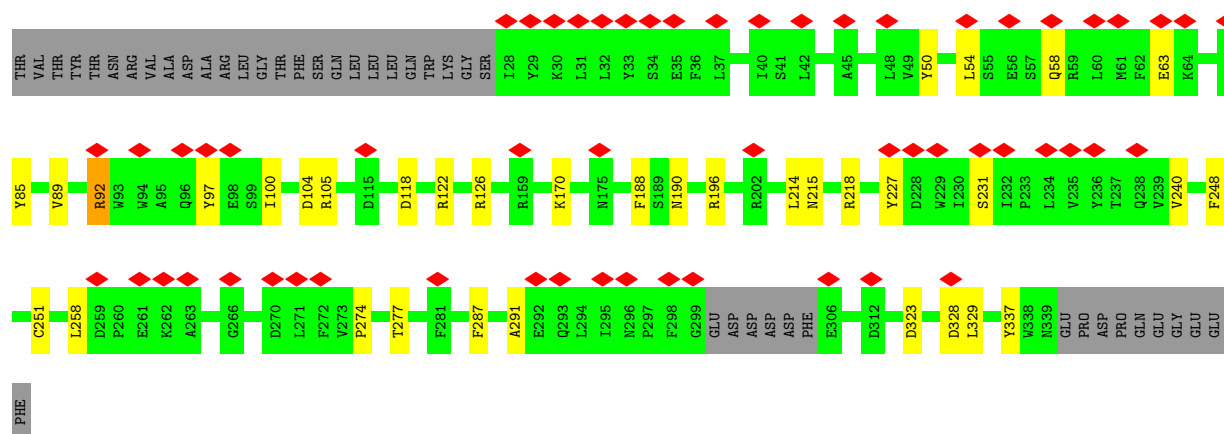 THR VAL THR TYR THR ASN ARG VAL ALA ASP ALA ARG LEU GLY THR PHE SER GLN LEU LEU LEU GLN TRP LYS GLY SER I28 Y29 K30 L31 L32 Y33 S34 E35 F36 L37 I40 S41 L42 A45 L48 V49 Y50 L54 S55 E56 S57 Q58 R59 L60 M61 F62 E63 K64
Y85 V89 R92 W93 W94 A95 Q96 Y97 E98 S99 I100 D104 R105 D115 D118 R122 R126 R159 K170 N175 F188 S189 N190 R196 R202 L214 N215 R218 Y227 D228 W229 I230 S231 I232 P233 L234 V235 Y236 T237 Q238 V239 V240 F248
C251 L258 D259 P260 E261 K262 A263 G266 D270 L271 F272 V273 P274 T277 F281 F287 A291 E292 Q293 L294 I295 N296 P297 F298 G299 GLU ASP ASP ASP ASP PHE E306 D312 D323 D328 L329 Y337 W338 N339 GLU PRO ASP PRO GLN GLU GLY GLU GLU
PHE